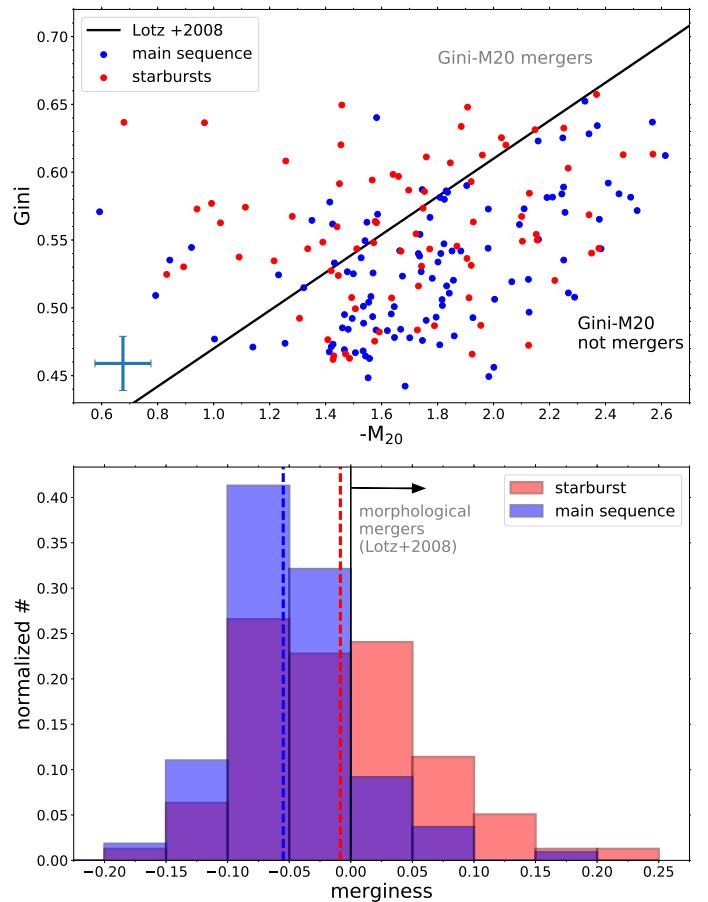 0.70
0.65
0.60
0.55
0.50
0.45
Gini
Lotz +2008
main sequence
starbursts
Gini-M20 mergers
Gini-M20
not mergers
0.6 0.8 1.0 1.2 1.4 1.6 1.8 2.0 2.2 2.4 2.6
-M20
0.40
0.35
0.30
0.25
0.20
0.15
0.10
0.05
0.00
normalized #
morphological
mergers
(Lotz+2008)
starburst
main sequence
−0.20 −0.15 −0.10 −0.05 0.00 0.05 0.10 0.15 0.20 0.25
merginess